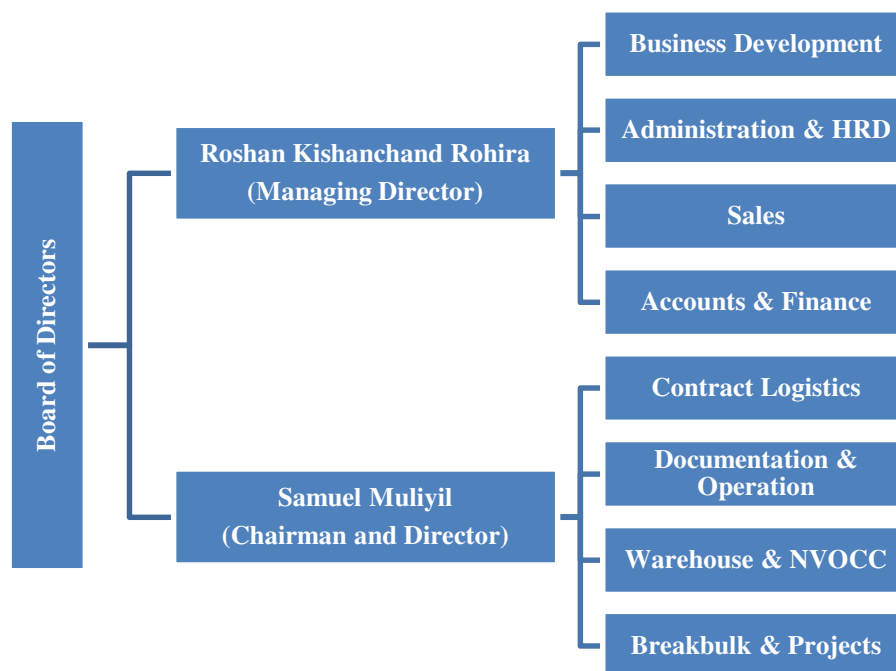 Board of Directors
Roshan Kishanchand Rohira
(Managing Director)
Business Development
Administration & HRD
Sales
Accounts & Finance
Samuel Muliyil
(Chairman and Director)
Contract Logistics
Documentation &
Operation
Warehouse & NVOCC
Breakbulk & Projects